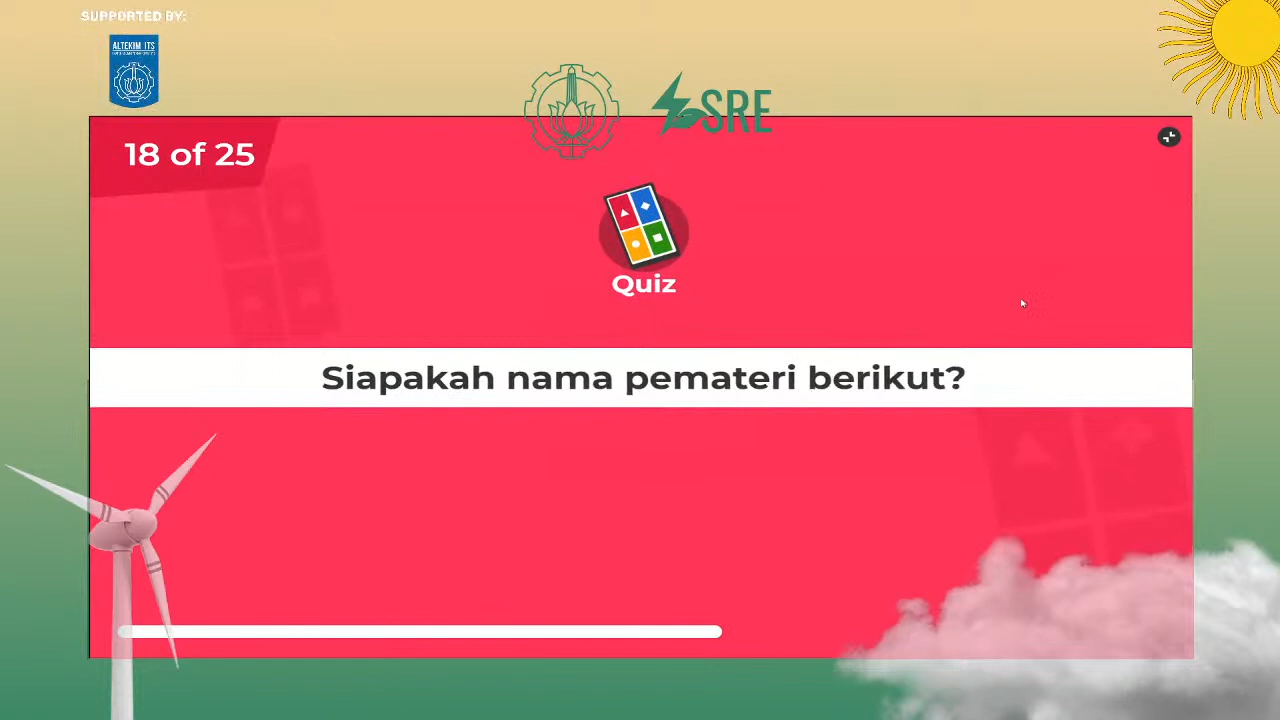 SUPPORTED BY:
ALTEKIM ITS
SRE
18 of 25
Quiz
Siapakah nama pemateri berikut?